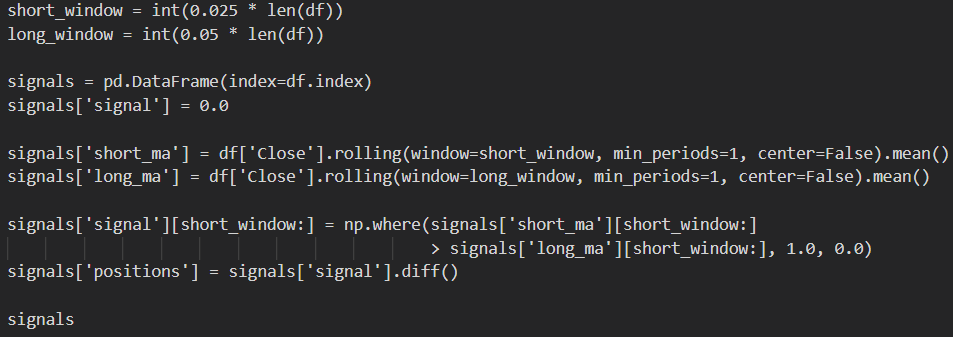 short_window = int(0.025 * len(df))
long_window = int(0.05 * len(df))
signals = pd.DataFrame(index=df.index)
signals['signal'] = 0.0
signals['short_ma'] = df['Close'].rolling(window=short_window, min_periods=1, center=False).mean()
signals['long_ma'] = df['Close'].rolling(window=long_window, min_periods=1, center=False).mean()
signals['signal'][short_window:] = np.where(signals['short_ma'][short_window:]
> signals['long_ma'][short_window:], 1.0, 0.0)
signals['positions'] = signals['signal'].diff()
signals